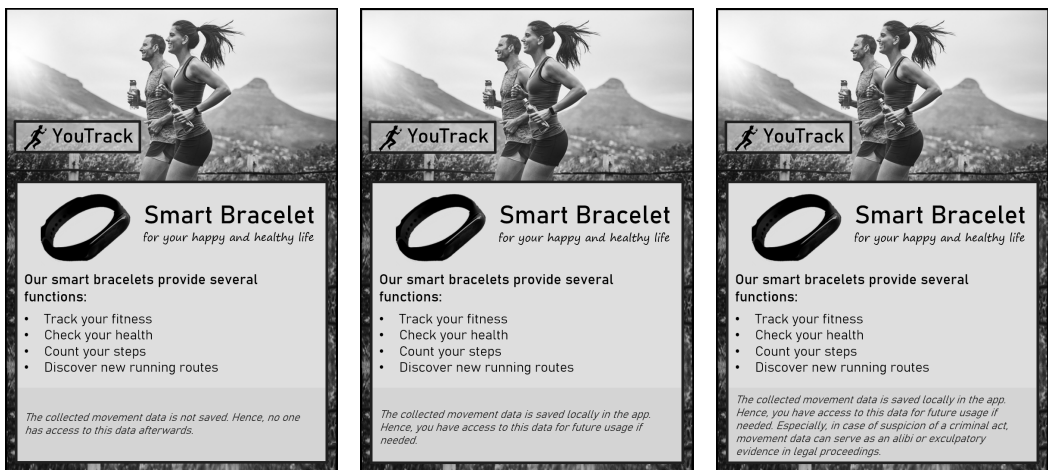 YouTrack
Smart Bracelet
for your happy and healthy life
Our smart bracelets provide several
functions:
• Track your fitness
• Check your health
• Count your steps
• Discover new running routes
The collected movement data is not saved. Hence, no one
has access to this data afterwards.
YouTrack
Smart Bracelet
for your happy and healthy life
Our smart bracelets provide several
functions:
• Track your fitness
• Check your health
• Count your steps
• Discover new running routes
The collected movement data is saved locally in the app.
Hence, you have access to this data for future usage if
needed.
YouTrack
Smart Bracelet
for your happy and healthy life
Our smart bracelets provide several
functions:
• Track your fitness
• Check your health
• Count your steps
• Discover new running routes
The collected movement data is saved locally in the app.
Hence, you have access to this data for future usage if
needed. Especially, in case of suspicion of a criminal act,
movement data can serve as an alibi or exculpatory
evidence in legal proceedings.